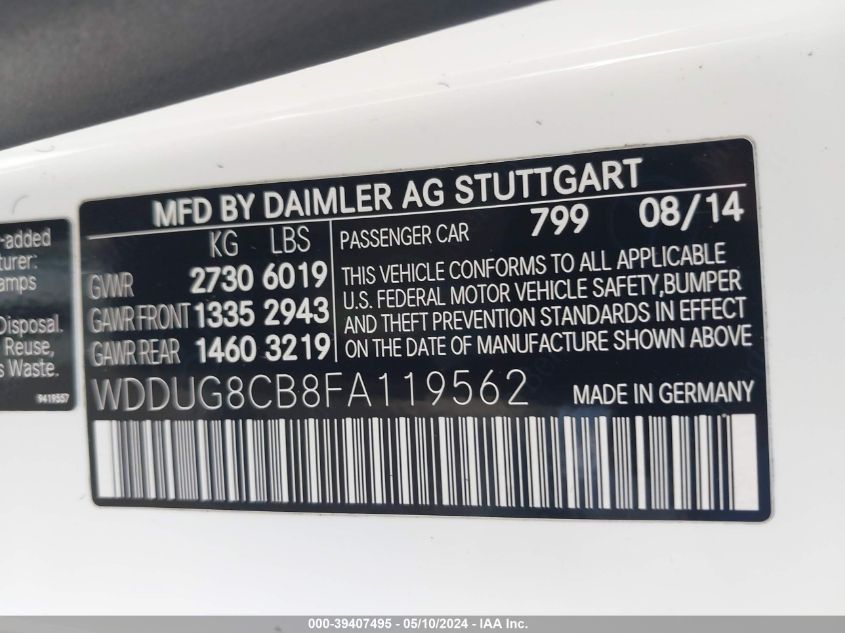 MFD BY DAIMLER AG STUTTGART
KG LBS
PASSENGER CAR 799 08/14
GVWR 2730 6019
GAWR FRONT 1335 2943
GAWR REAR 1460 3219
THIS VEHICLE CONFORMS TO ALL APPLICABLE
U.S. FEDERAL MOTOR VEHICLE SAFETY,BUMPER
AND THEFT PREVENTION STANDARDS IN EFFECT
ON THE DATE OF MANUFACTURE SHOWN ABOVE
WDDUG8CB8FA119562 MADE IN GERMANY
-added
turer:
amps
Disposal.
Reuse,
s Waste.
9419557
000-39407495 - 05/10/2024 - IAA Inc.